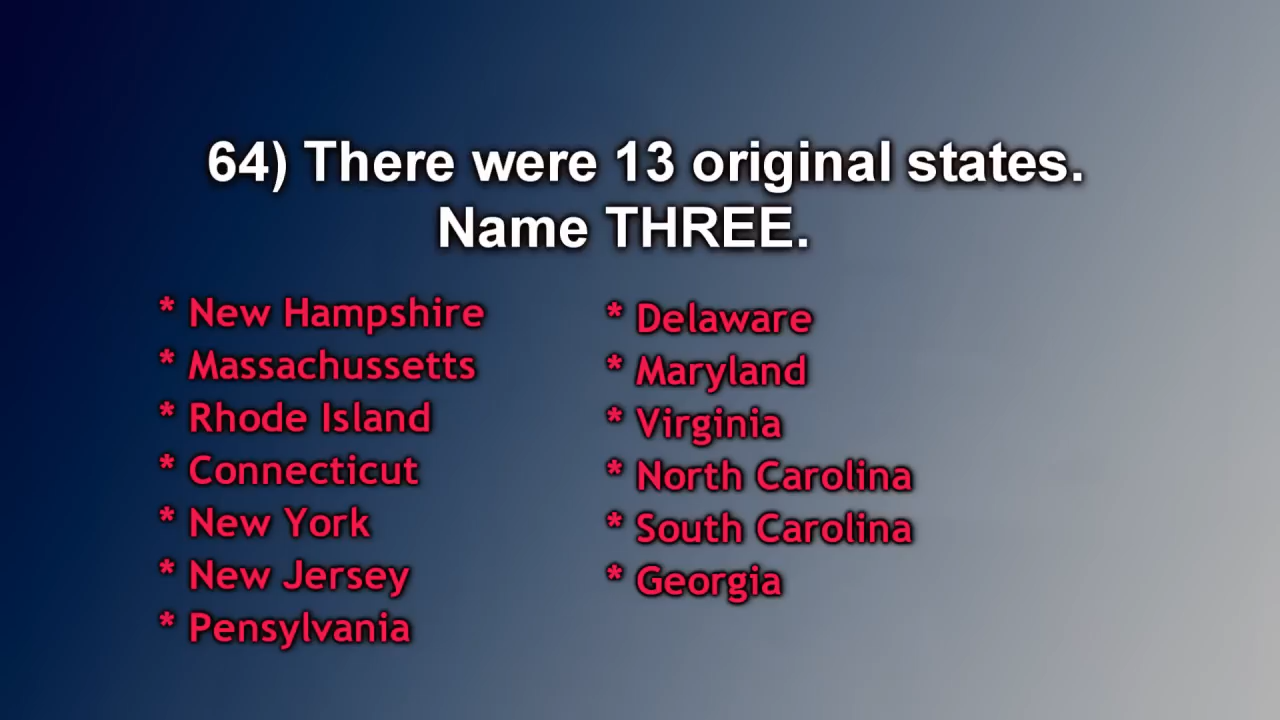 64) There were 13 original states.
Name THREE.
* New Hampshire
* Massachussetts
* Rhode Island
* Connecticut
* New York
* New Jersey
* Pensylvania
* Delaware
* Maryland
* Virginia
* North Carolina
* South Carolina
* Georgia